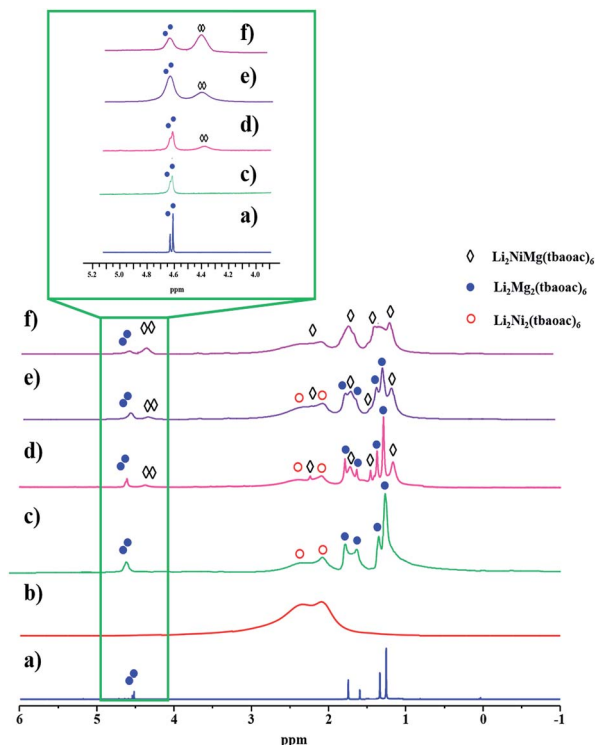 f)
e)
d)
c)
a)
5.2 5.0 4.8 4.6 4.4 4.2 4.0
ppm
Li₂NiMg(tbaoac)₆
Li₂Mg₂(tbaoac)₆
Li₂Ni₂(tbaoac)₆
f)
e)
d)
c)
b)
a)
6 5 4 3 2 1 0 -1
ppm